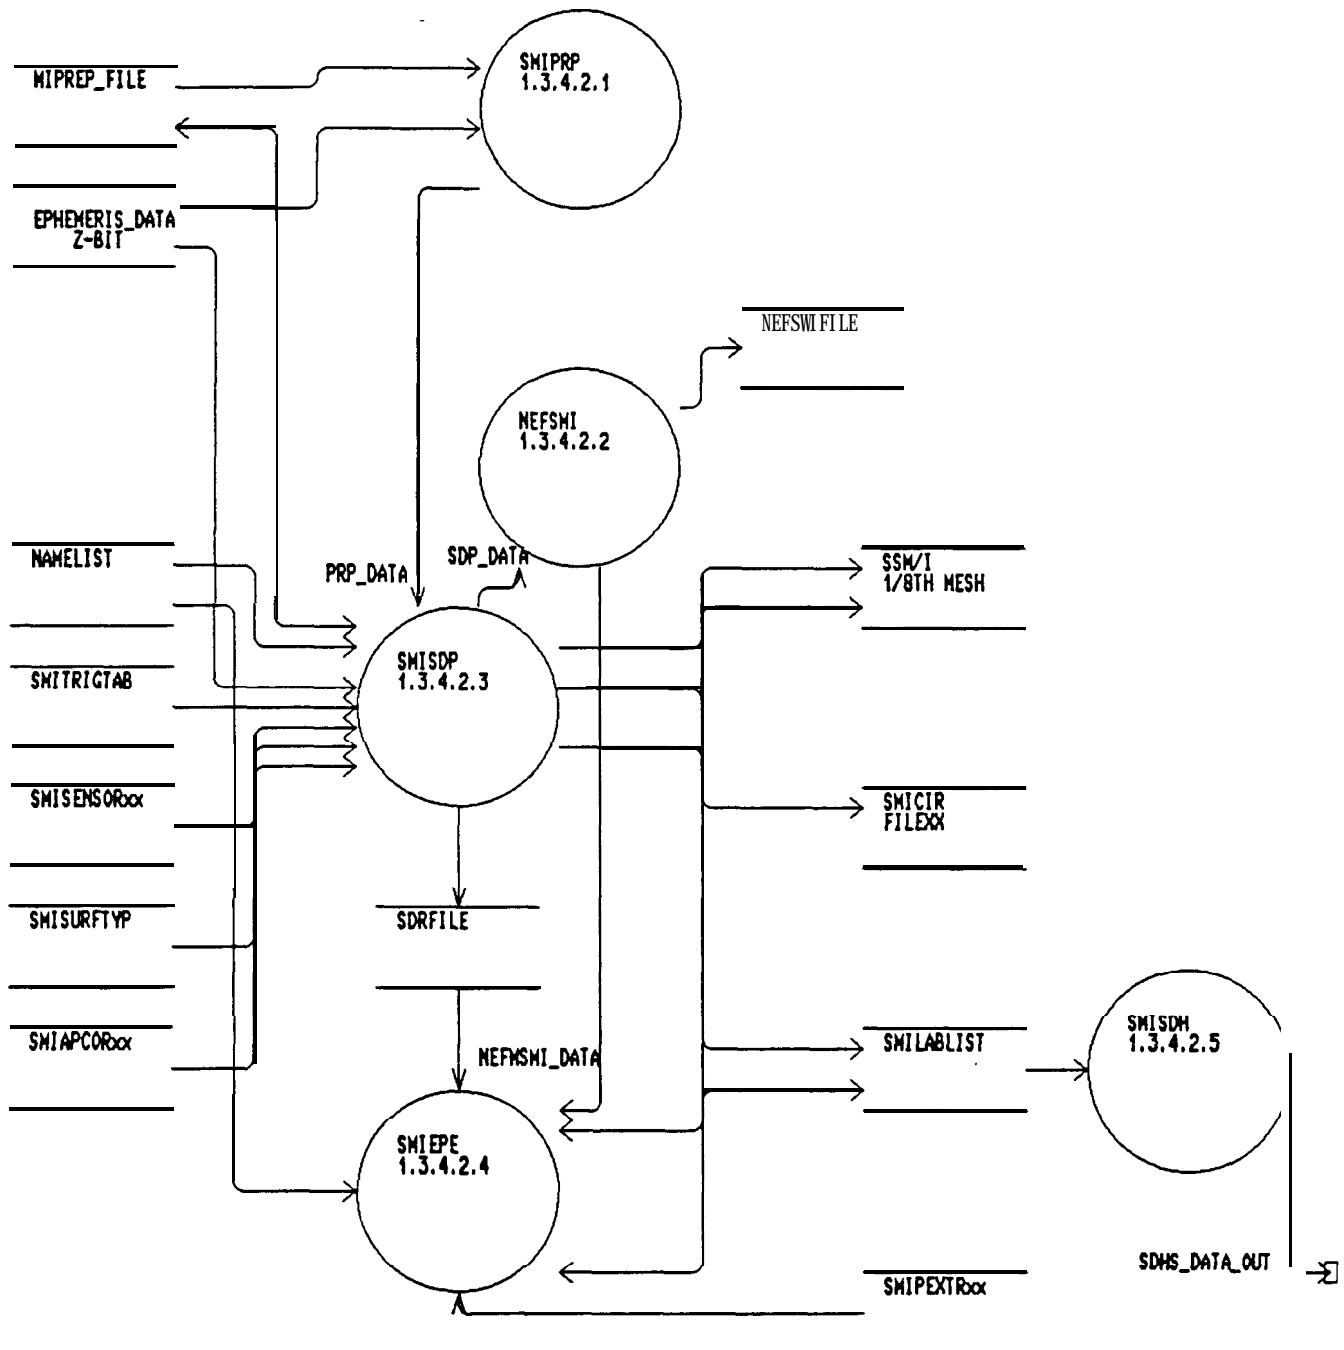 SMIPRP
1.3.4.2.1
MIPREP_FILE
EPHEMERIS_DATA
Z-BIT
NEFSWIFILE
NEFSMI
1.3.4.2.2
NAMELIST
SDP_DATA
PRP_DATA
SSM/I
1/8TH MESH
SMISDP
1.3.4.2.3
SMITRIGTAB
SMISENSORxx
SMICIR
FILEXX
SMISURFTYP
SDRFILE
SMIAPCORxx
NEFMSMI_DATA
SMILABLIST
SMISDH
1.3.4.2.5
SMIEPE
1.3.4.2.4
SDHS_DATA_OUT
SMIPEXTRxx